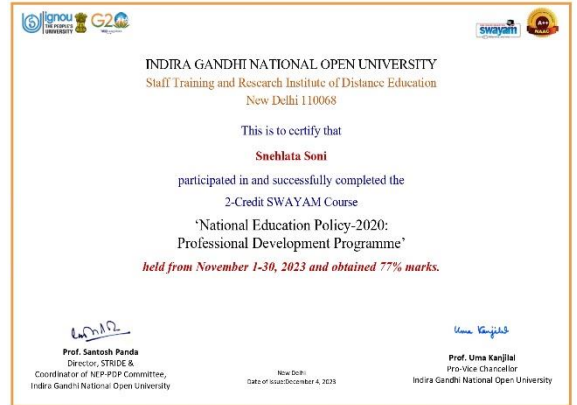 ignou
THE PEOPLE'S
UNIVERSITY
G20
swayam
A++
NAAC
INDIRA GANDHI NATIONAL OPEN UNIVERSITY
Staff Training and Research Institute of Distance Education
New Delhi 110068
This is to certify that
Snehlata Soni
participated in and successfully completed the
2-Credit SWAYAM Course
‘National Education Policy-2020:
Professional Development Programme’
held from November 1-30, 2023 and obtained 77% marks.
Uma Kanjilal
Prof. Santosh Panda
Director, STRIDE &
Coordinator of NEP-PDP Committee,
Indira Gandhi National Open University
New Delhi
Date of Issue:December 4, 2023
Prof. Uma Kanjilal
Pro-Vice Chancellor
Indira Gandhi National Open University